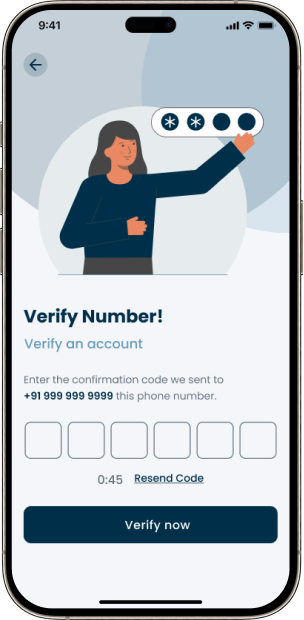 9:41
Verify Number!
Verify an account
Enter the confirmation code we sent to
+91 999 999 9999 this phone number.
0:45 Resend Code
Verify now